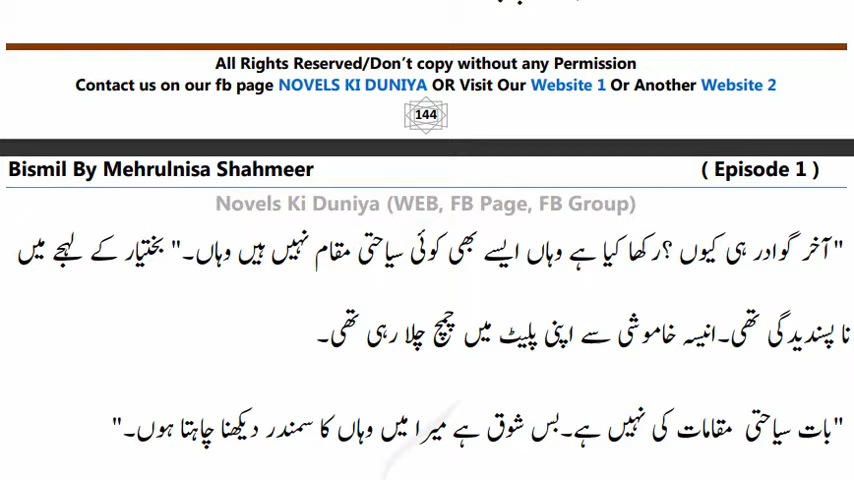 All Rights Reserved/Don't copy without any Permission
Contact us on our fb page NOVELS KI DUNIYA OR Visit Our Website 1 Or Another Website 2
144
Bismil By Mehrulnisa Shahmeer ( Episode 1 )
Novels Ki Duniya (WEB, FB Page, FB Group)
"آخر گوادر ہی کیوں ؟رکھا کیا ہے وہاں ایسے بھی کوئی سیاحتی مقام نہیں ہیں وہاں۔" بختیار کے لہجے میں
نا پسندیدگی تھی۔انیسہ خاموشی سے اپنی پلیٹ میں چمچ چلا رہی تھی۔
"بات سیاحتی مقامات کی نہیں ہے۔بس شوق ہے میرا میں وہاں کا سمندر دیکھنا چاہتا ہوں۔"